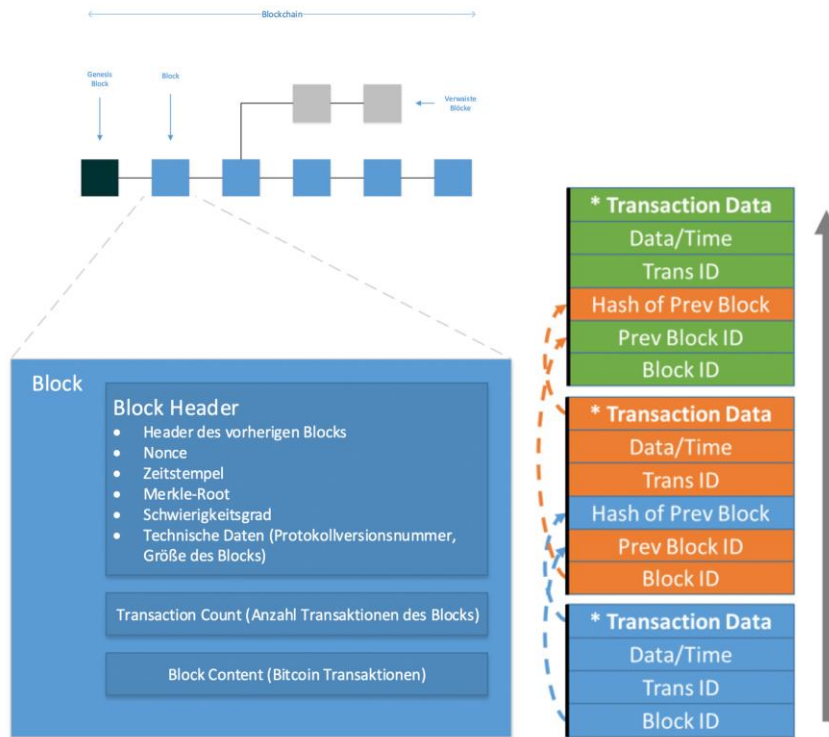 Blockchain
Genesis
Block
Block
Verwaiste
Blöcke
Block
Block Header
• Header des vorherigen Blocks
• Nonce
• Zeitstempel
• Merkle-Root
• Schwierigkeitsgrad
• Technische Daten (Protokollversionsnummer,
Größe des Blocks)
Transaction Count (Anzahl Transaktionen des Blocks)
Block Content (Bitcoin Transaktionen)
* Transaction Data
Data/Time
Trans ID
Hash of Prev Block
Prev Block ID
Block ID
* Transaction Data
Data/Time
Trans ID
Hash of Prev Block
Prev Block ID
Block ID
* Transaction Data
Data/Time
Trans ID
Block ID